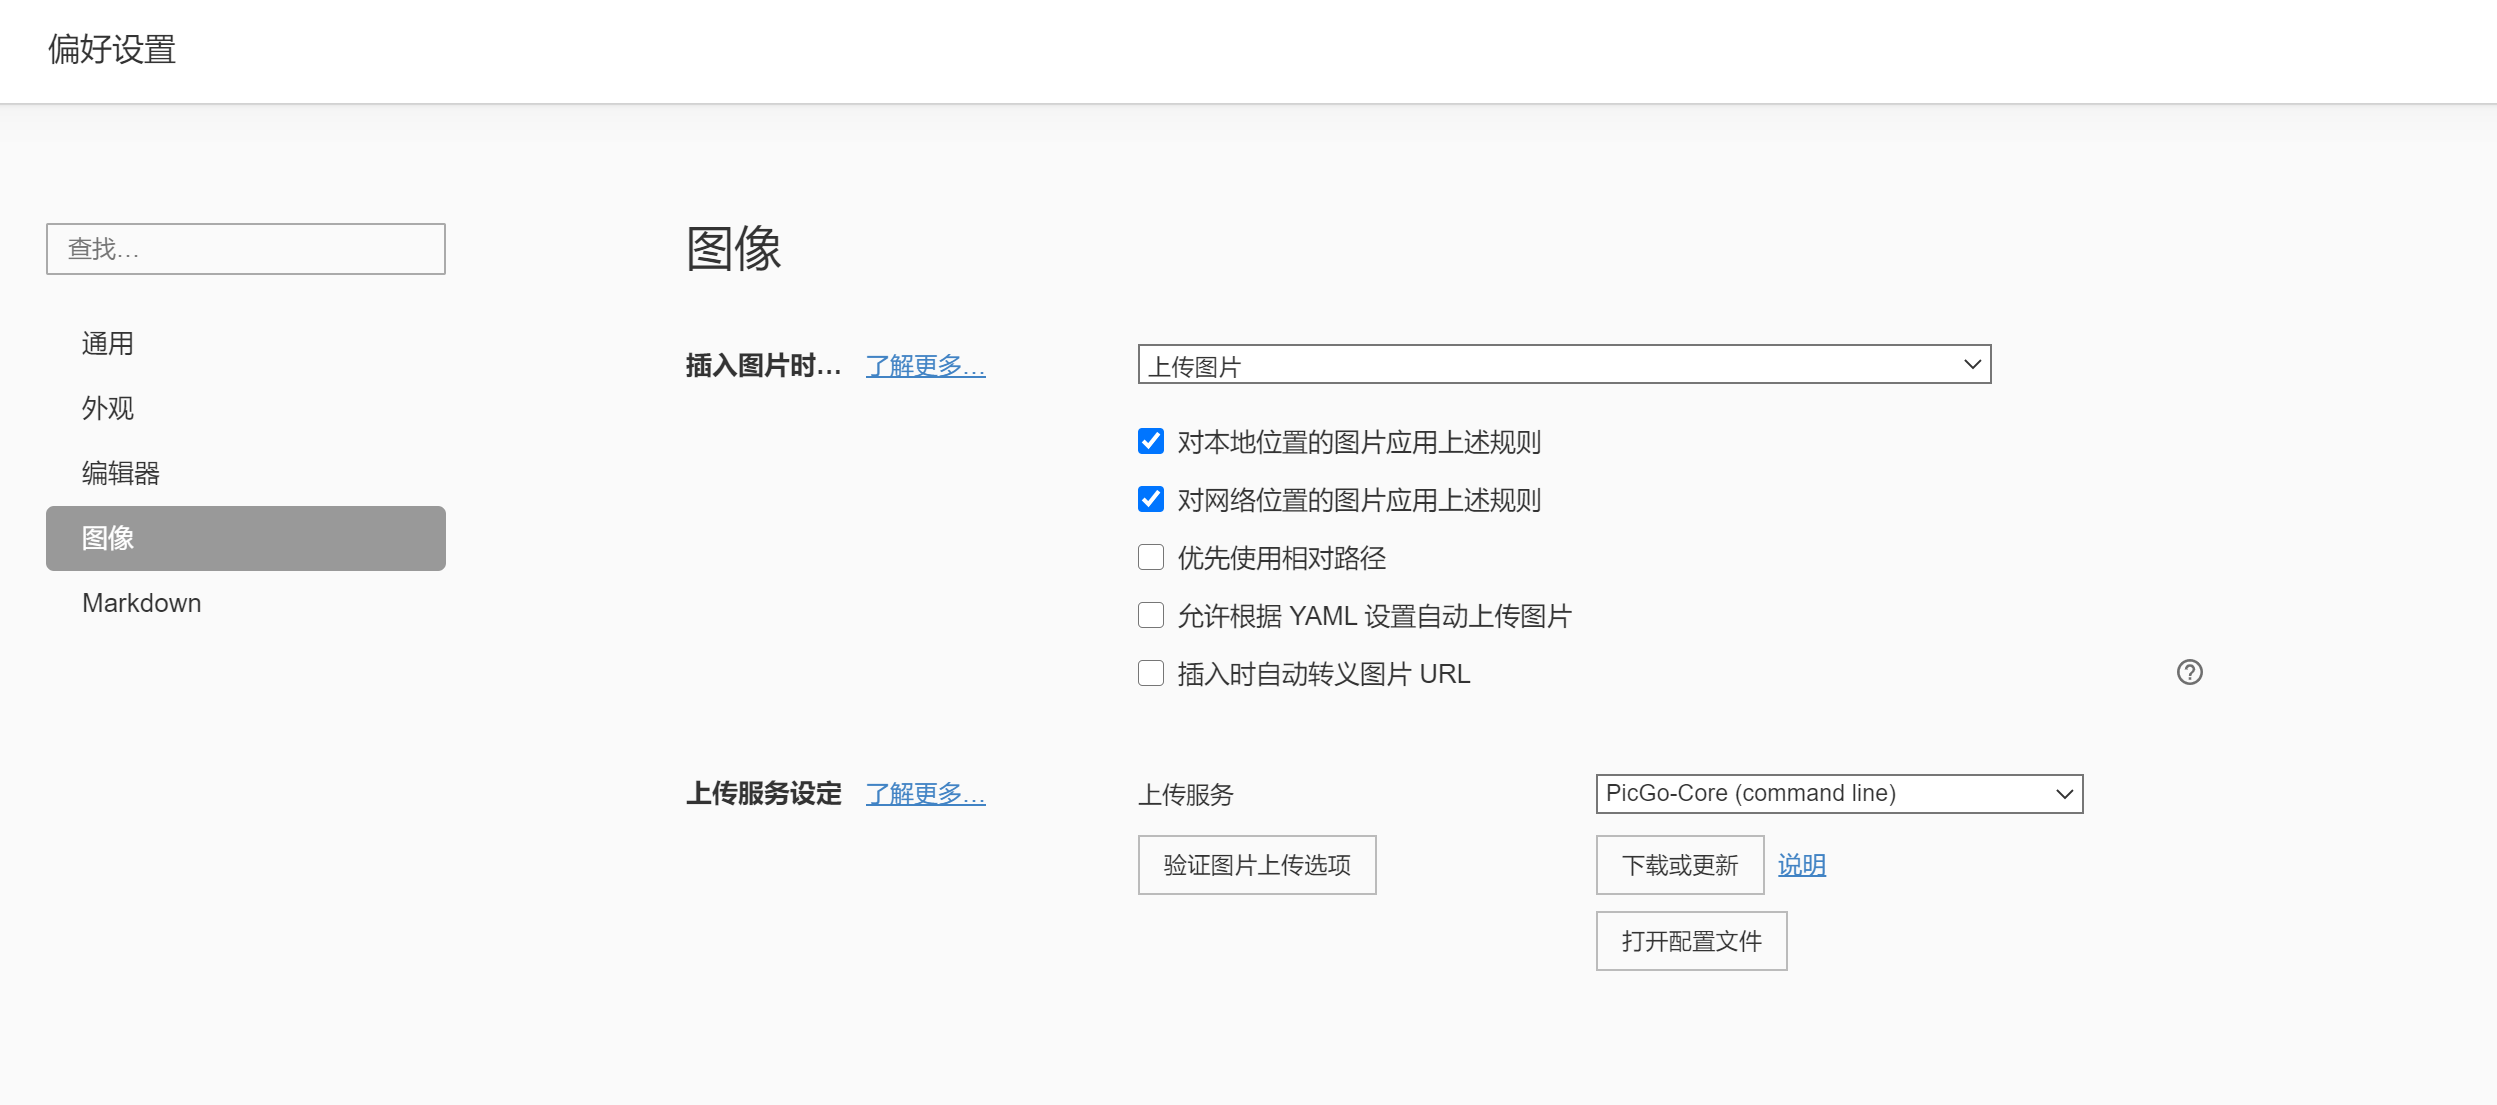 偏好设置
查找…
通用
外观
编辑器
图像
Markdown
图像
插入图片时... 了解更多…
上传图片
对本地位置的图片应用上述规则
对网络位置的图片应用上述规则
优先使用相对路径
允许根据 YAML 设置自动上传图片
插入时自动转义图片 URL
上传服务设定 了解更多…
上传服务 PicGo-Core (command line)
验证图片上传选项 下载或更新 说明
打开配置文件